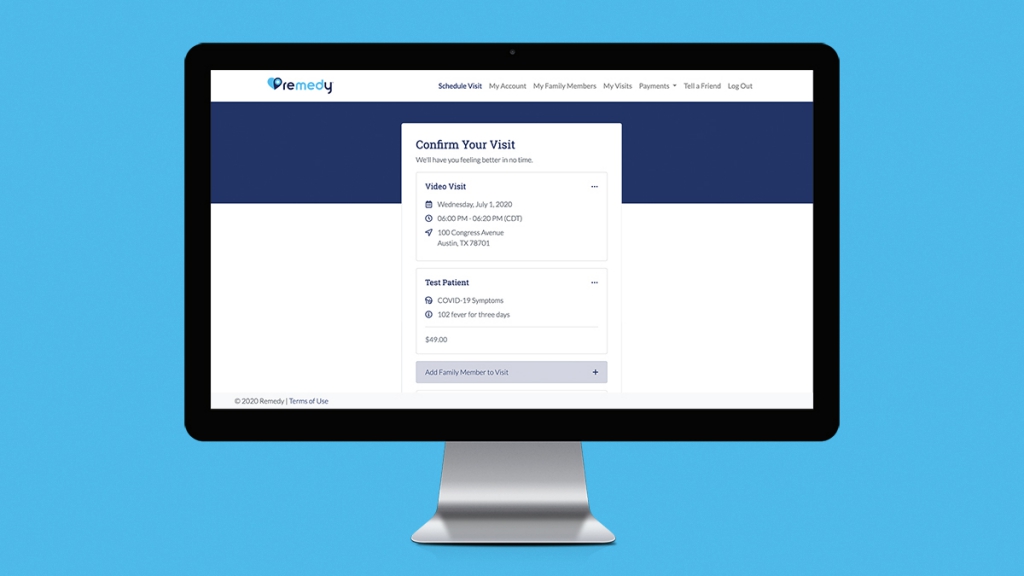 remedy
Schedule Visit My Account My Family Members My Visits Payments Tell a Friend Log Out
Confirm Your Visit
We'll have you feeling better in no time.
Video Visit
Wednesday, July 1, 2020
06:00 PM - 06:20 PM (CDT)
100 Congress Avenue
Austin, TX 78701
Test Patient
COVID-19 Symptoms
102 fever for three days
$49.00
Add Family Member to Visit +
© 2020 Remedy | Terms of Use